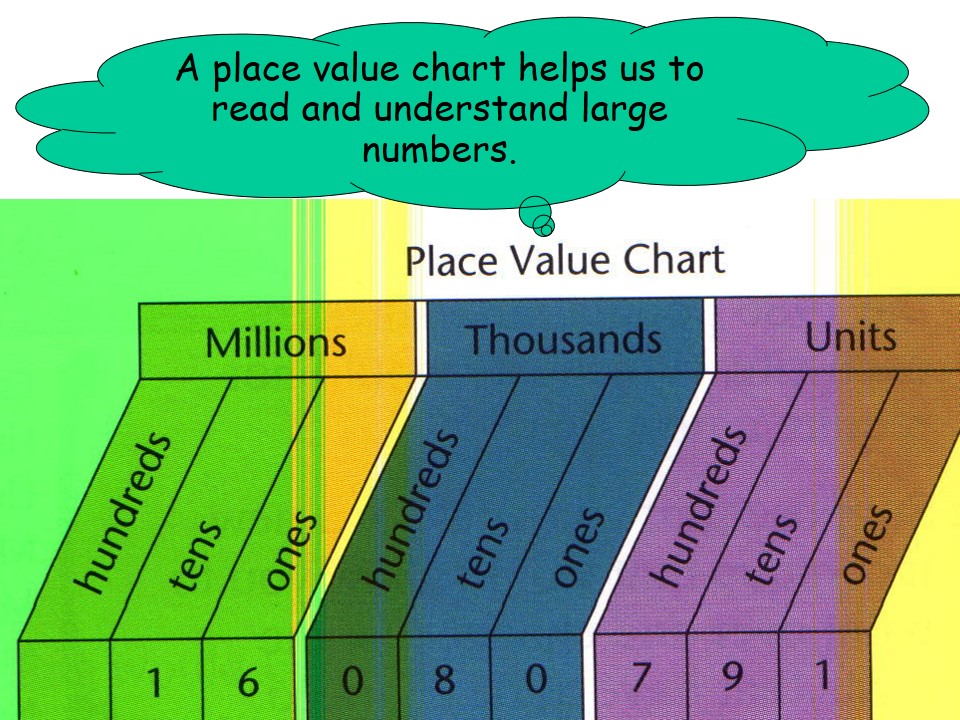 A place value chart helps us to
read and understand large
numbers.
Place Value Chart
Millions Thousands Units
hundreds tens ones hundreds tens ones hundreds tens ones
1 6 0 8 0 7 9 1